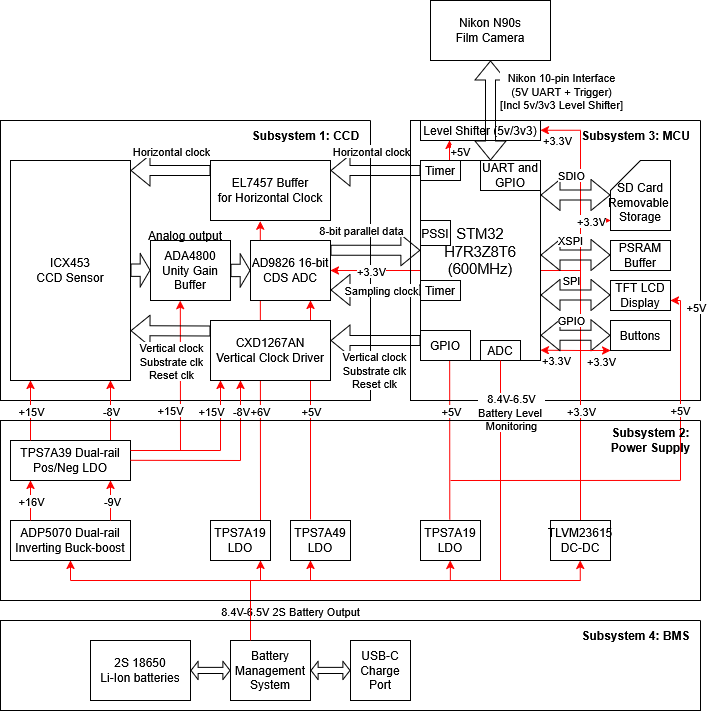 Nikon N90s
Film Camera
Nikon 10-pin Interface
(5V UART + Trigger)
[Incl 5v/3v3 Level Shifter]
Subsystem 1: CCD
Level Shifter (5v/3v3)
Subsystem 3: MCU
+3.3V
+5V
Horizontal clock
Horizontal clock
Timer
UART and
GPIO
SDIO
EL7457 Buffer
for Horizontal Clock
SD Card
Removable
Storage
+3.3V
8-bit parallel data
PSSI
STM32
H7R3Z8T6
(600MHz)
Analog output
ICX453
CCD Sensor
ADA4800
Unity Gain
Buffer
AD9826 16-bit
CDS ADC
+3.3V
Sampling clock
Timer
XSPI
PSRAM
Buffer
SPI
TFT LCD
Display
+5V
GPIO
Buttons
CXD1267AN
Vertical Clock Driver
GPIO
ADC
Vertical clock
Substrate clk
Reset clk
Vertical clock
Substrate clk
Reset clk
+3.3V
+3.3V
8.4V-6.5V
Battery Level
Monitoring
+15V
-8V
+15V
+15V
-8V
+6V
+5V
+5V
+3.3V
+5V
Subsystem 2:
Power Supply
TPS7A39 Dual-rail
Pos/Neg LDO
+16V
-9V
ADP5070 Dual-rail
Inverting Buck-boost
TPS7A19
LDO
TPS7A49
LDO
TPS7A19
LDO
TLVM23615
DC-DC
8.4V-6.5V 2S Battery Output
Subsystem 4: BMS
2S 18650
Li-Ion batteries
Battery
Management
System
USB-C
Charge
Port